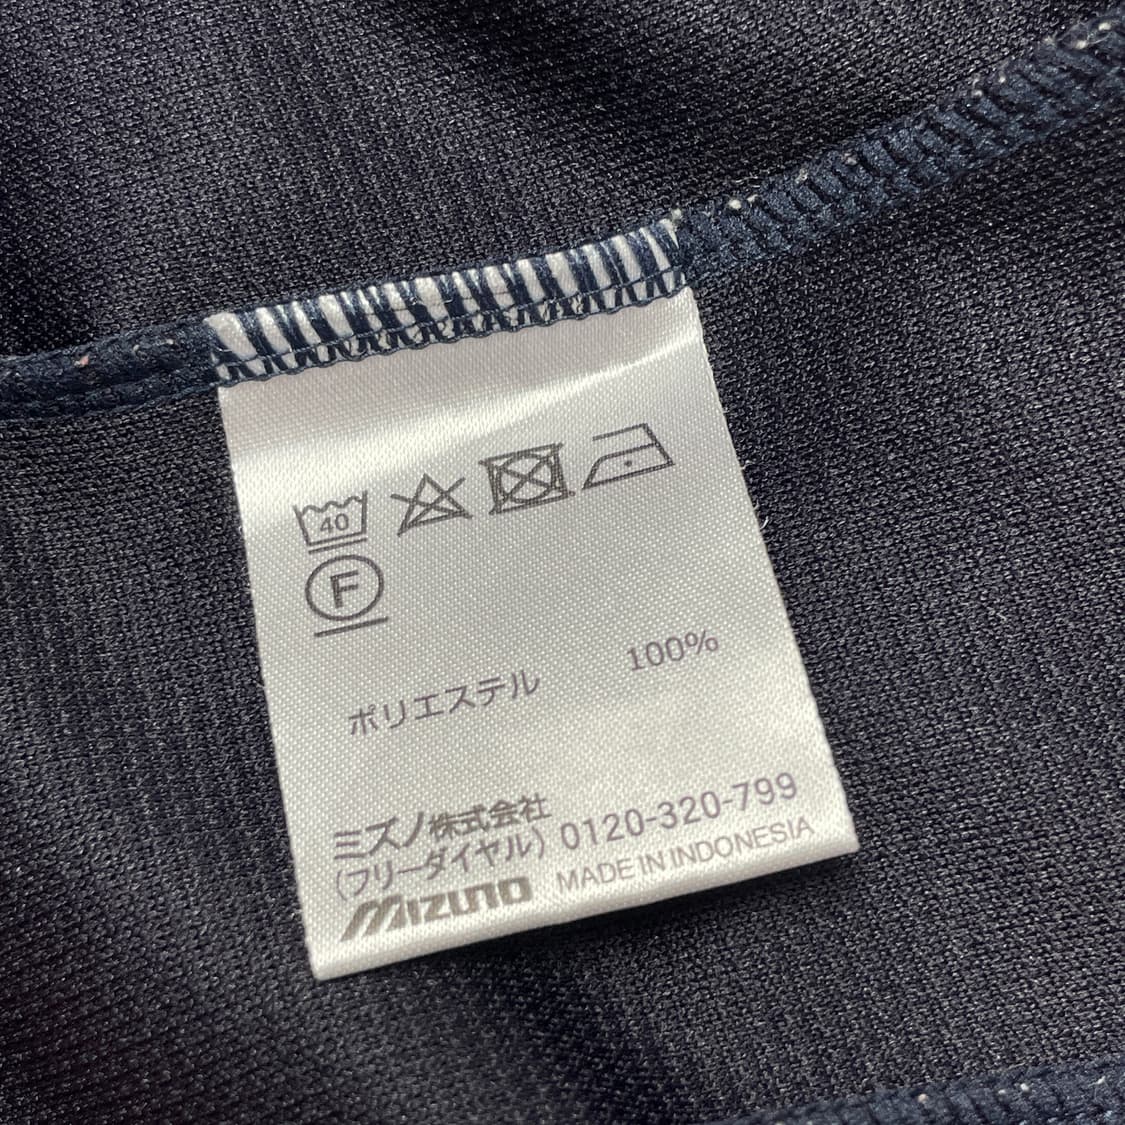 40
F
ポリエステル 100%
ミズノ株式会社
(フリーダイヤル) 0120-320-799
MIZUNO MADE IN INDONESIA